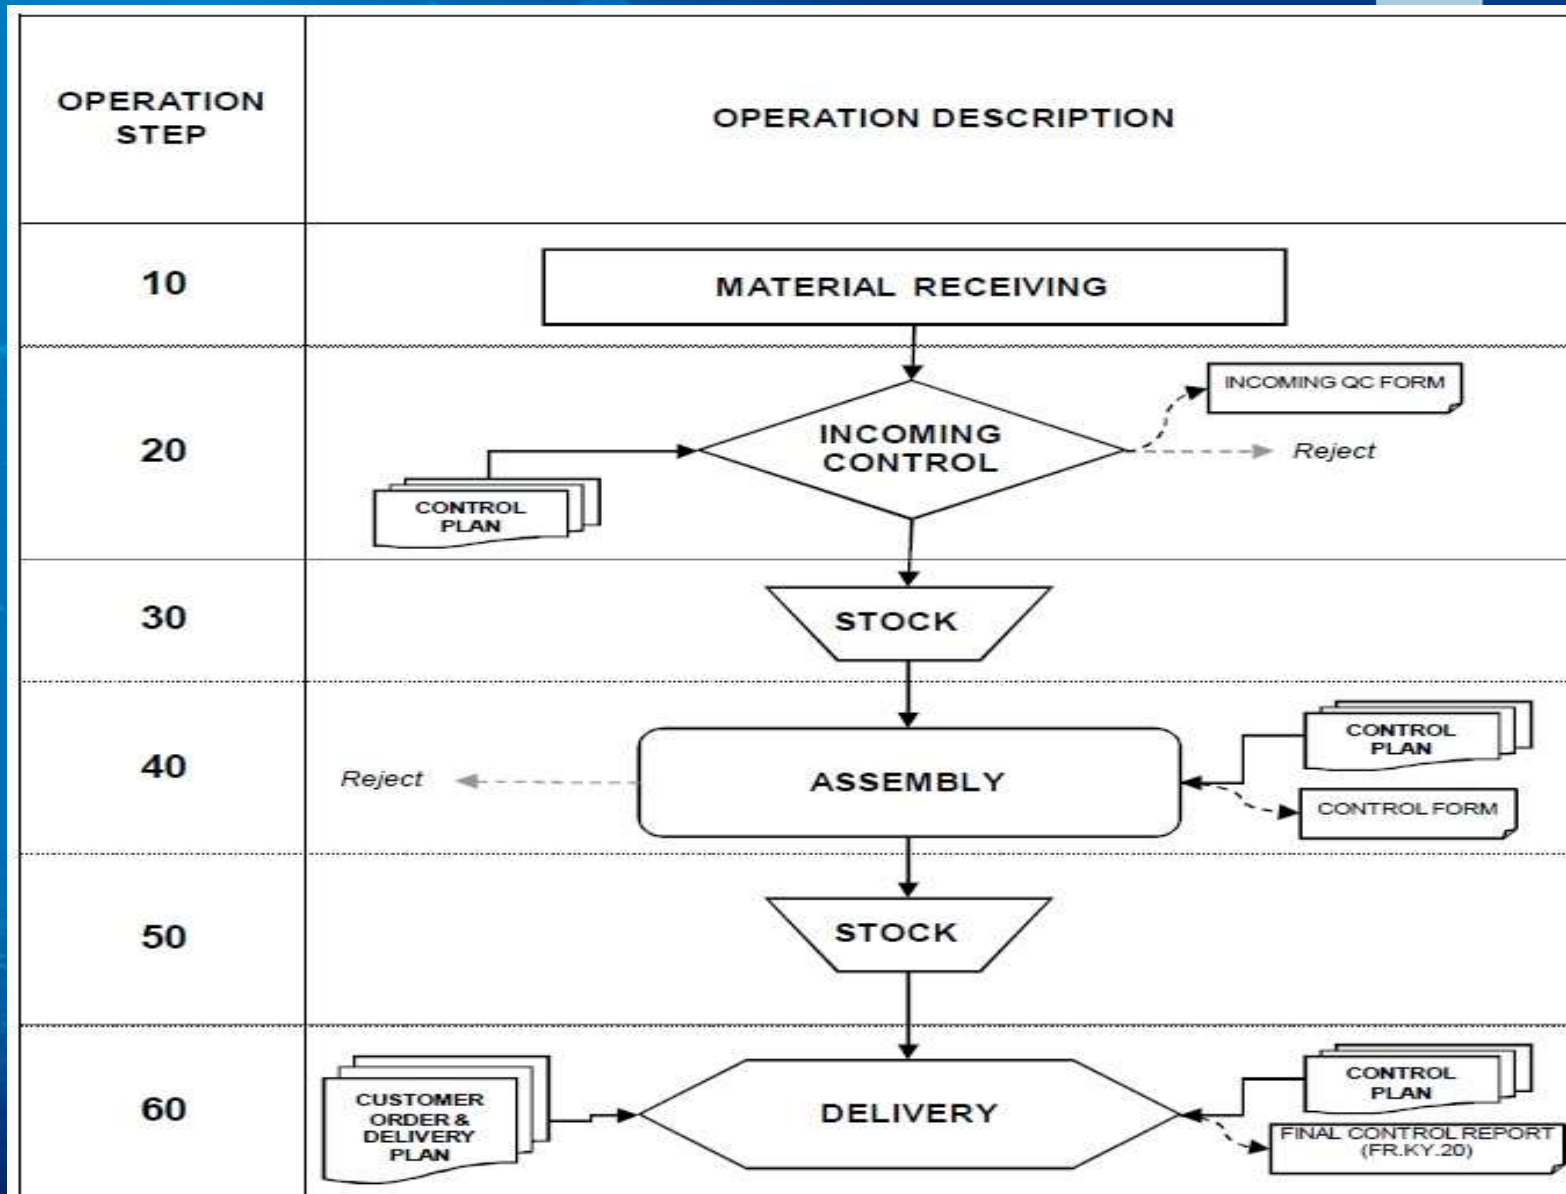 OPERATION
STEP
OPERATION DESCRIPTION
10
MATERIAL RECEIVING
20
INCOMING
CONTROL
INCOMING QC FORM
Reject
CONTROL
PLAN
30
STOCK
40
Reject
ASSEMBLY
CONTROL
PLAN
CONTROL FORM
50
STOCK
60
CUSTOMER
ORDER &
DELIVERY
PLAN
DELIVERY
CONTROL
PLAN
FINAL CONTROL REPORT
(FR.KY.20)